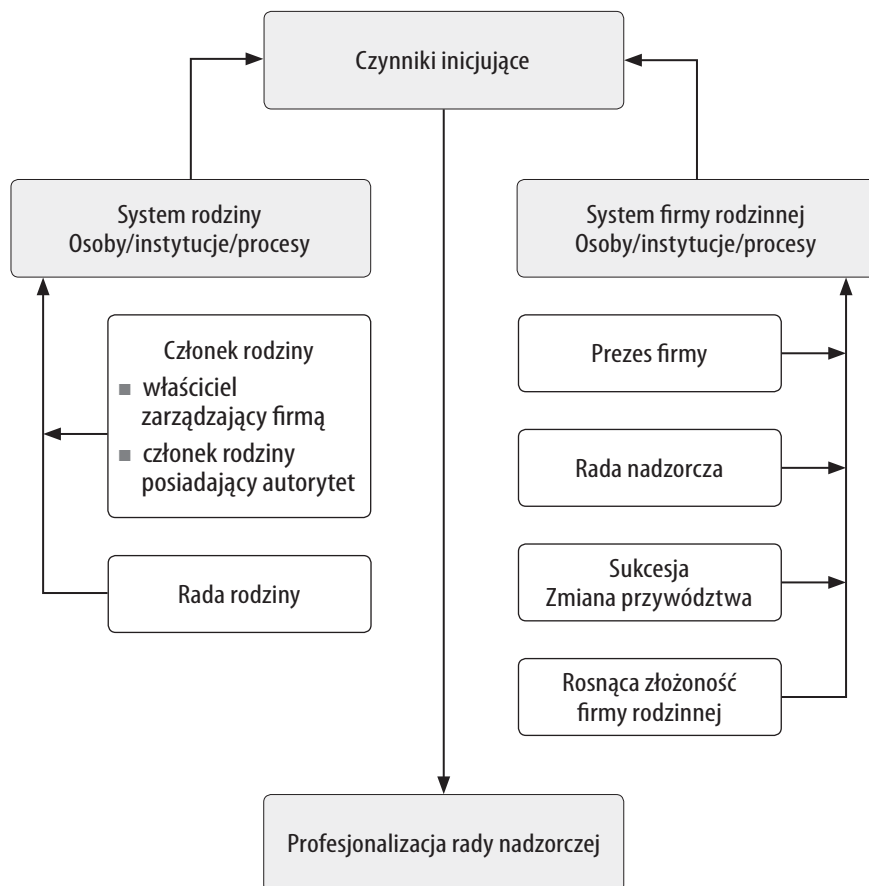 Czynniki inicjujące
System rodziny
Osoby/instytucje/procesy
System firmy rodzinnej
Osoby/instytucje/procesy
Członek rodziny
■ właściciel
zarządzający firmą
■ członek rodziny
posiadający autorytet
Rada rodziny
Prezes firmy
Rada nadzorcza
Sukcesja
Zmiana przywództwa
Rosnąca złożoność
firmy rodzinnej
Profesjonalizacja rady nadzorczej